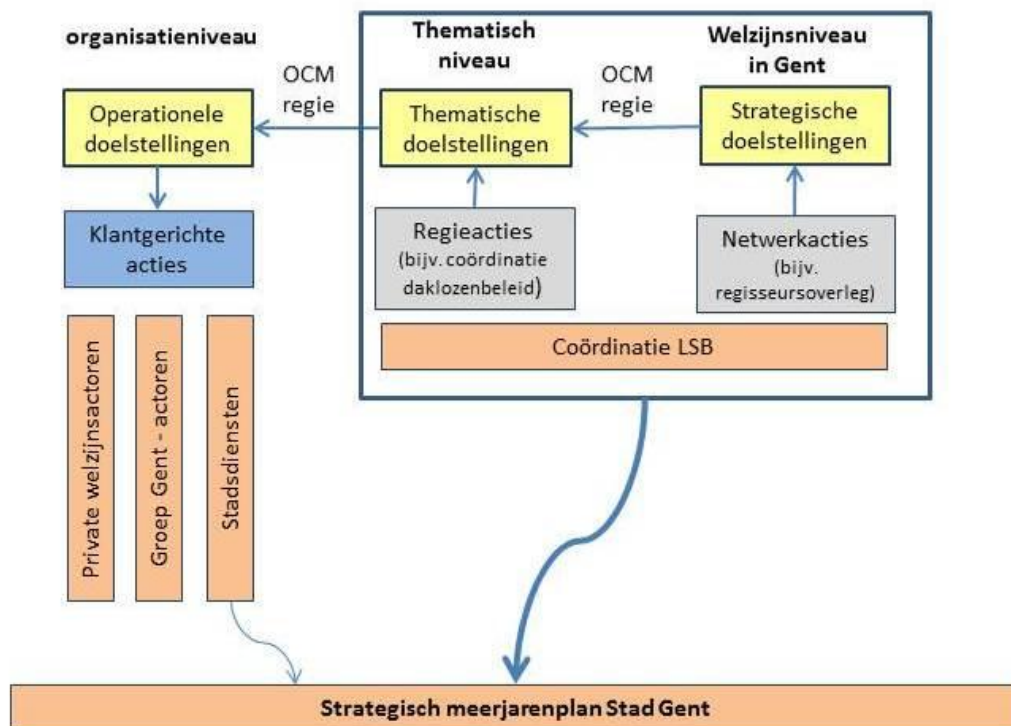 organisatieniveau
Thematisch
niveau
Welzijnsniveau
in Gent
OCM
regie
OCM
regie
Operationele
doelstellingen
Thematische
doelstellingen
Strategische
doelstellingen
Klantgerichte
acties
Regieacties
(bijv. coördinatie
daklozenbeleid)
Netwerkacties
(bijv.
regisseursoverleg)
Coördinatie LSB
Private welzijnsactoren
Groep Gent - actoren
Stadsdiensten
Strategisch meerjarenplan Stad Gent